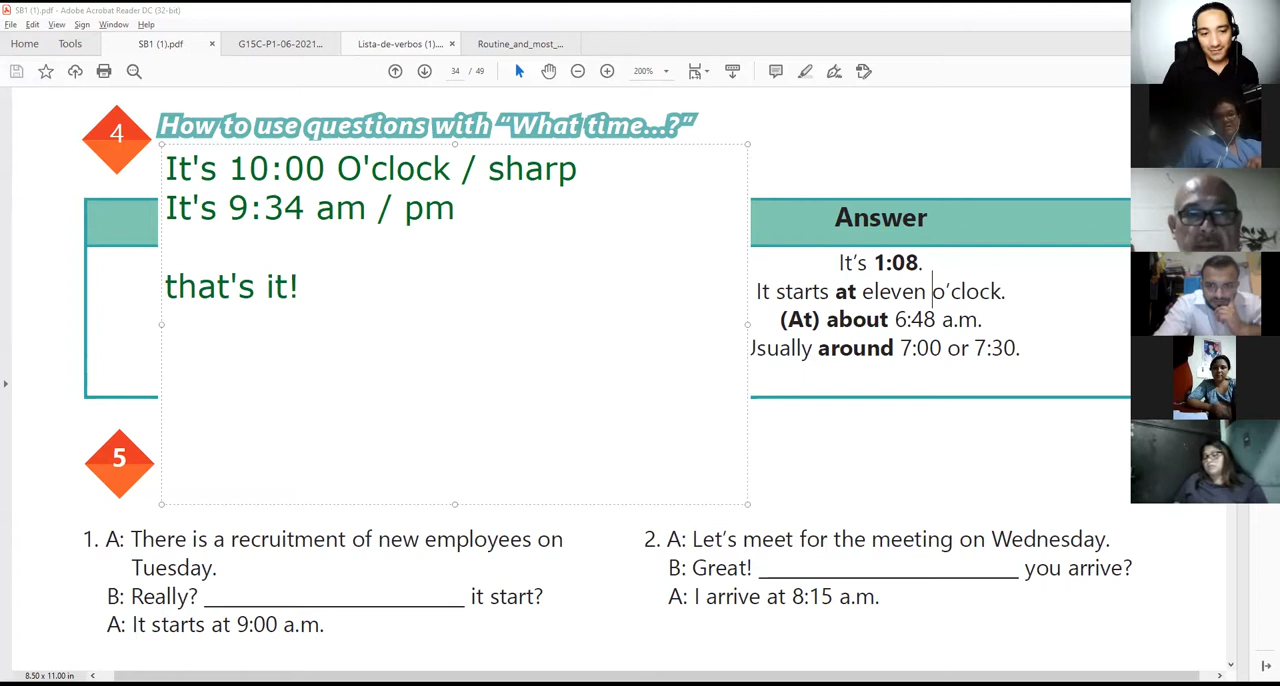 SB1 (1).pdf - Adobe Acrobat Reader DC (32-bit)
File Edit View Sign Window Help
Home Tools SB1 (1).pdf × G15C-P1-06-2021... Lista-de-verbos (1).... × Routine_and_most_...
34 / 49 200%
4
How to use questions with “What time...?”
It's 10:00 O'clock / sharp
It's 9:34 am / pm
that's it!
Answer
It’s 1:08.
It starts at eleven o’clock.
(At) about 6:48 a.m.
Usually around 7:00 or 7:30.
5
1. A: There is a recruitment of new employees on
Tuesday.
B: Really? ____________________ it start?
A: It starts at 9:00 a.m.
2. A: Let’s meet for the meeting on Wednesday.
B: Great! ____________________ you arrive?
A: I arrive at 8:15 a.m.
8.50 x 11.00 in